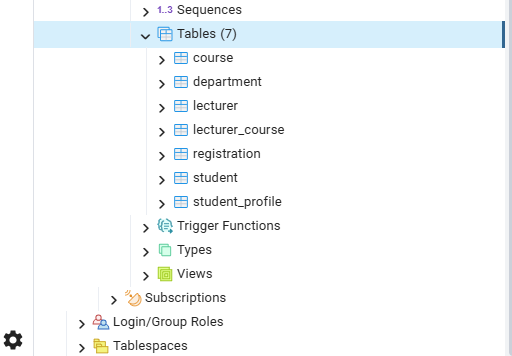 1..3 Sequences
Tables (7)
course
department
lecturer
lecturer_course
registration
student
student_profile
Trigger Functions
Types
Views
Subscriptions
Login/Group Roles
Tablespaces